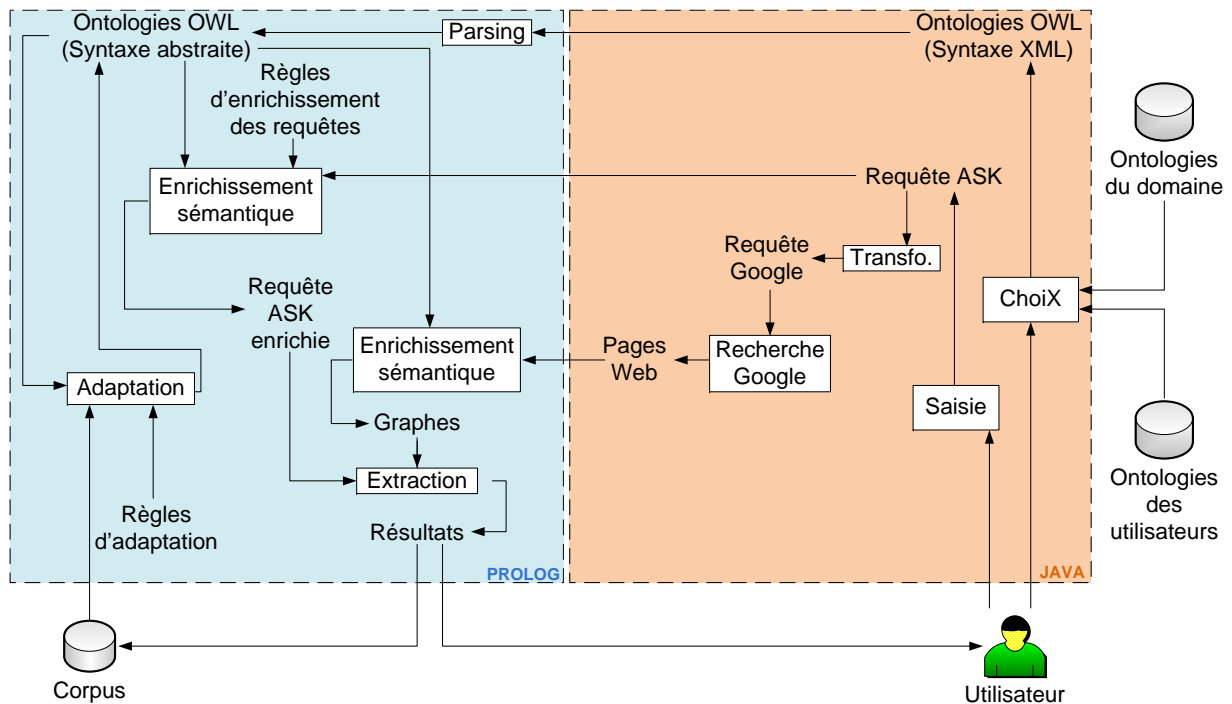 Ontologies OWL
(Syntaxe abstraite)
Parsing
Ontologies OWL
(Syntaxe XML)
Règles
d'enrichissement
des requêtes
Ontologies
du domaine
Enrichissement
sémantique
Requête ASK
Requête
Google
Transfo.
ChoiX
Requête
ASK
enrichie
Enrichissement
sémantique
Pages
Web
Recherche
Google
Adaptation
Saisie
Graphes
Extraction
Ontologies
des
utilisateurs
Règles
d'adaptation
Résultats
PROLOG
JAVA
Corpus
Utilisateur